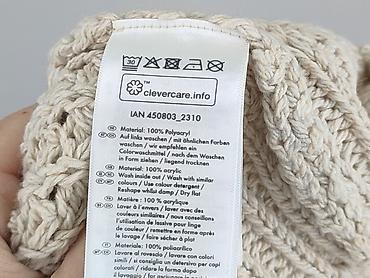 30
™ clevercare.info
IAN 450803_2310
Material: 100% Polyacryl
Auf links waschen / mit ähnlichen Farben
waschen / wir empfehlen ein
Colorwaschmittel / nach dem Waschen
in Form ziehen / liegend trocknen
Material: 100% acrylic
Wash inside out / Wash with similar
colours / Use colour detergent /
Reshape whilst damp / Dry flat
Matière : 100% acrylique
Laver à l'envers / laver avec des
couleurs similaires / nous conseillons
l'utilisation de lessive pour linge
de couleur / remettre en forme après
le lavage / faire sécher à plat
Materiale: 100% poliacrilico
Lavare al rovescio / lavare con colori
simili / si consiglia un detersivo
per capi colorati / dopo il lavaggio
ridare la forma